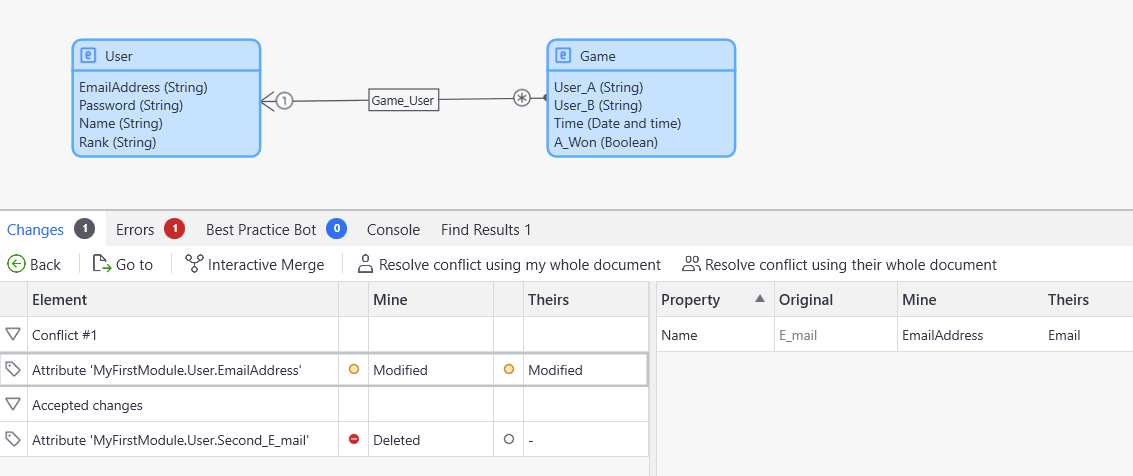 User
EmailAddress (String)
Password (String)
Name (String)
Rank (String)
1
Game_User
Game
User_A (String)
User_B (String)
Time (Date and time)
A_Won (Boolean)
Changes 1 Errors 1 Best Practice Bot 0 Console Find Results 1
Back Go to Interactive Merge Resolve conflict using my whole document Resolve conflict using their whole document
Element Mine Theirs
Conflict #1
Attribute 'MyFirstModule.User.EmailAddress' Modified Modified
Accepted changes
Attribute 'MyFirstModule.User.Second_E_mail' Deleted -
Property Original Mine Theirs
Name E_mail EmailAddress Email